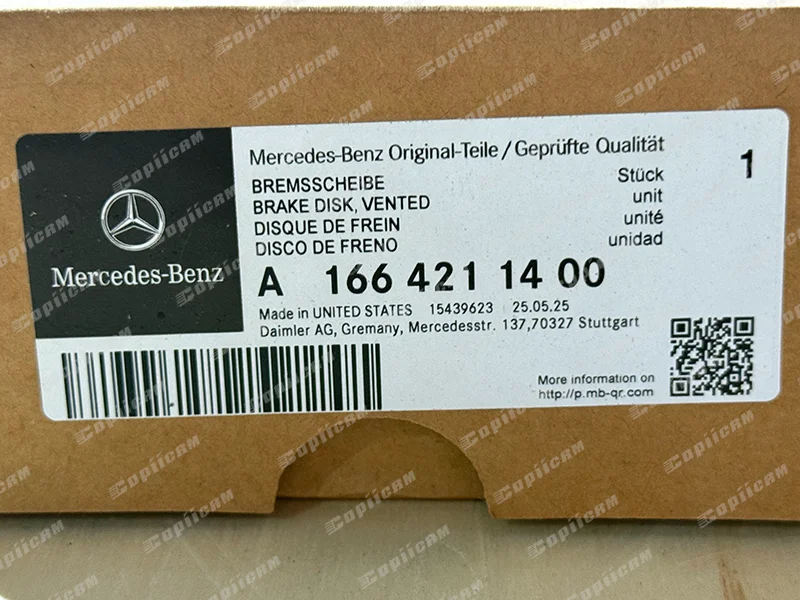 Mercedes-Benz
Mercedes-Benz Original-Teile / Geprüfte Qualität
BREMSSCHEIBE Stück 1
BRAKE DISK, VENTED unit
DISQUE DE FREIN unité
DISCO DE FRENO unidad
A 166 421 14 00
Made in UNITED STATES 15439623 25.05.25
Daimler AG, Gremany, Mercedesstr. 137,70327 Stuttgart
More information on
http://p.mb-qr.com
COPIICAM